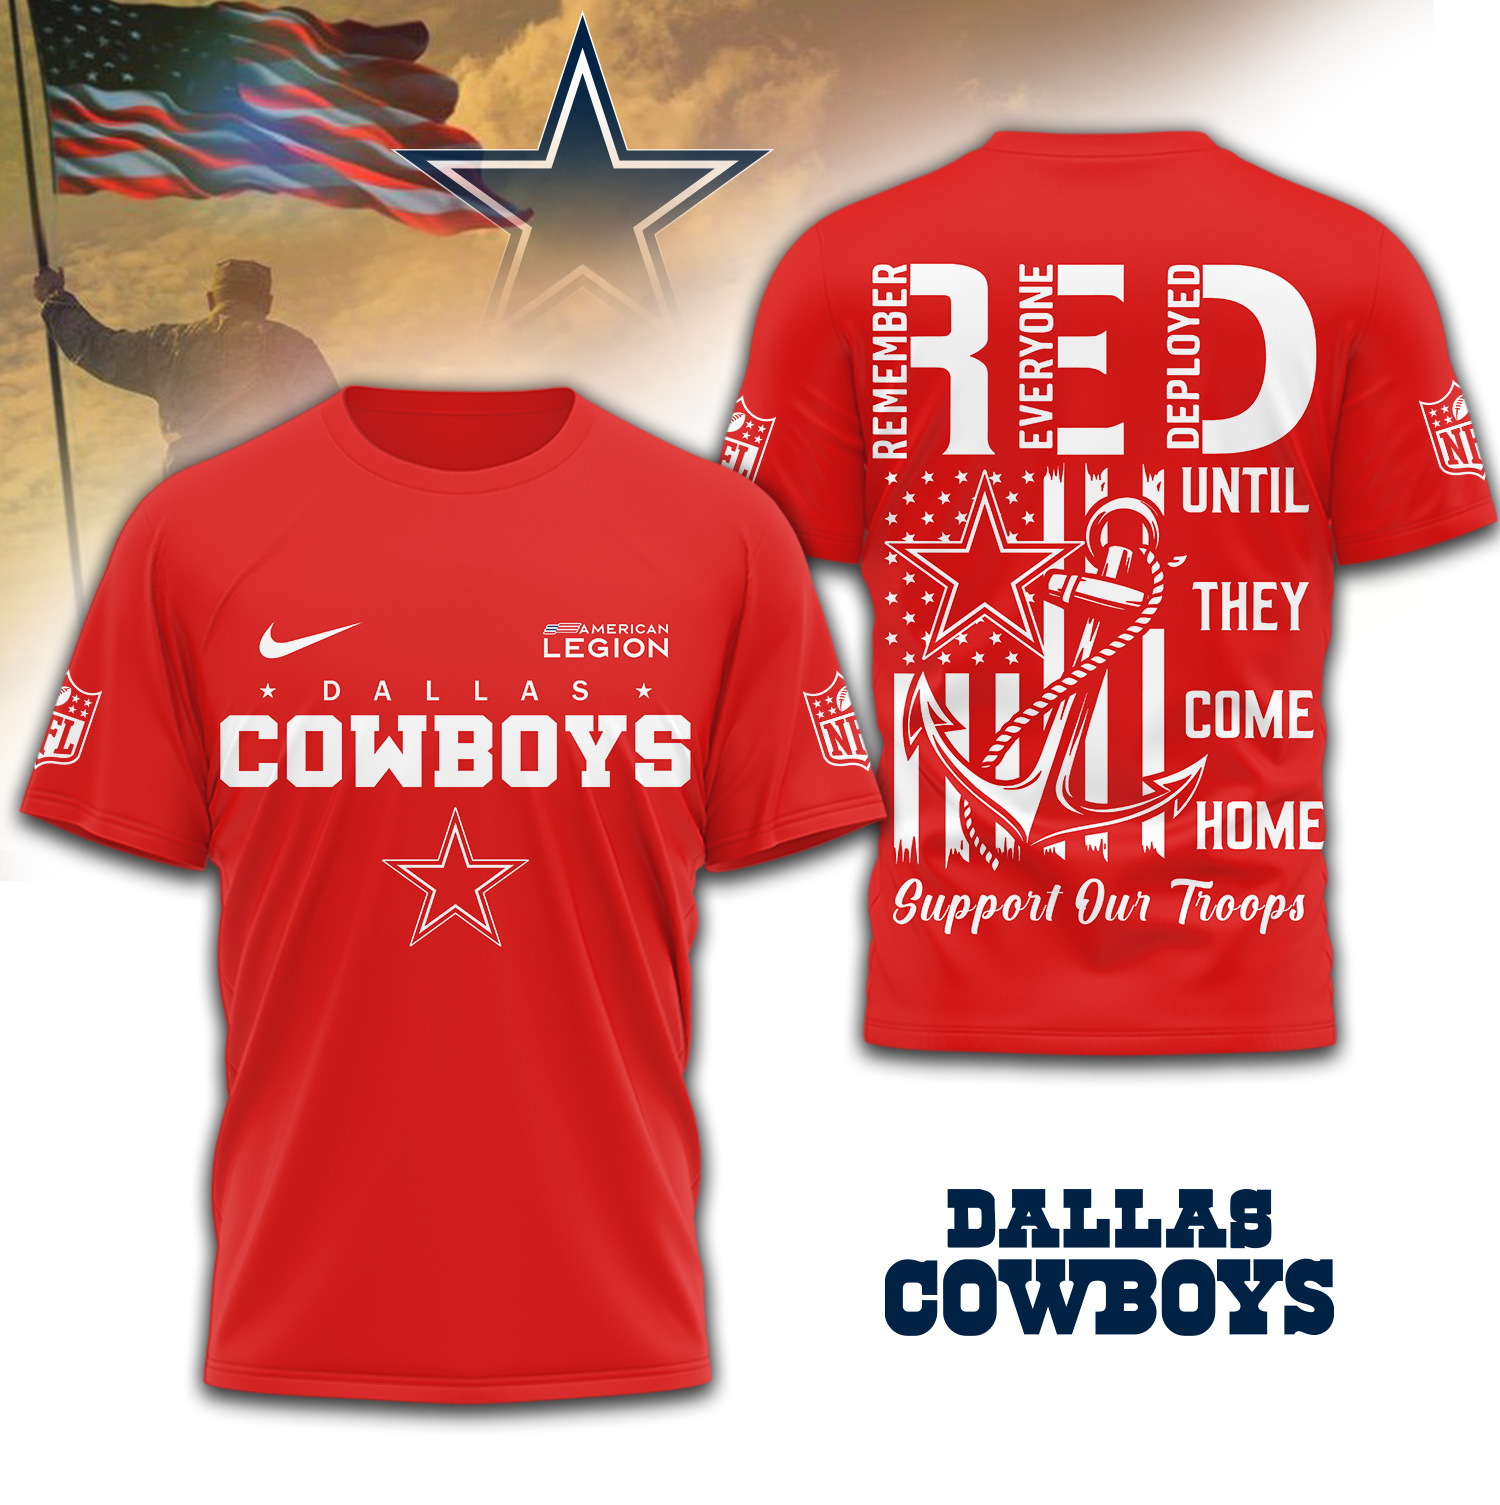 AMERICAN
LEGION
DALLAS
COWBOYS
NFL
NFL
RED
REMEMBER
EVERYONE
DEPLOYED
UNTIL
THEY
COME
HOME
Support Our Troops
NFL
NFL
DALLAS
COWBOYS